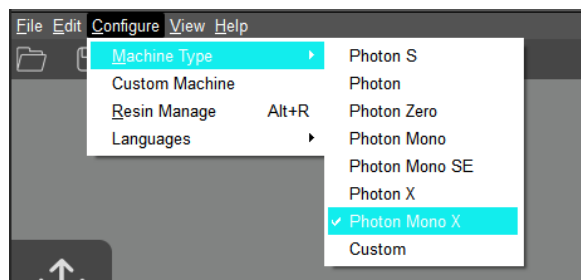 File Edit Configure View Help
Machine Type
Custom Machine
Resin Manage Alt+R
Languages
Photon S
Photon
Photon Zero
Photon Mono
Photon Mono SE
Photon X
Photon Mono X
Custom